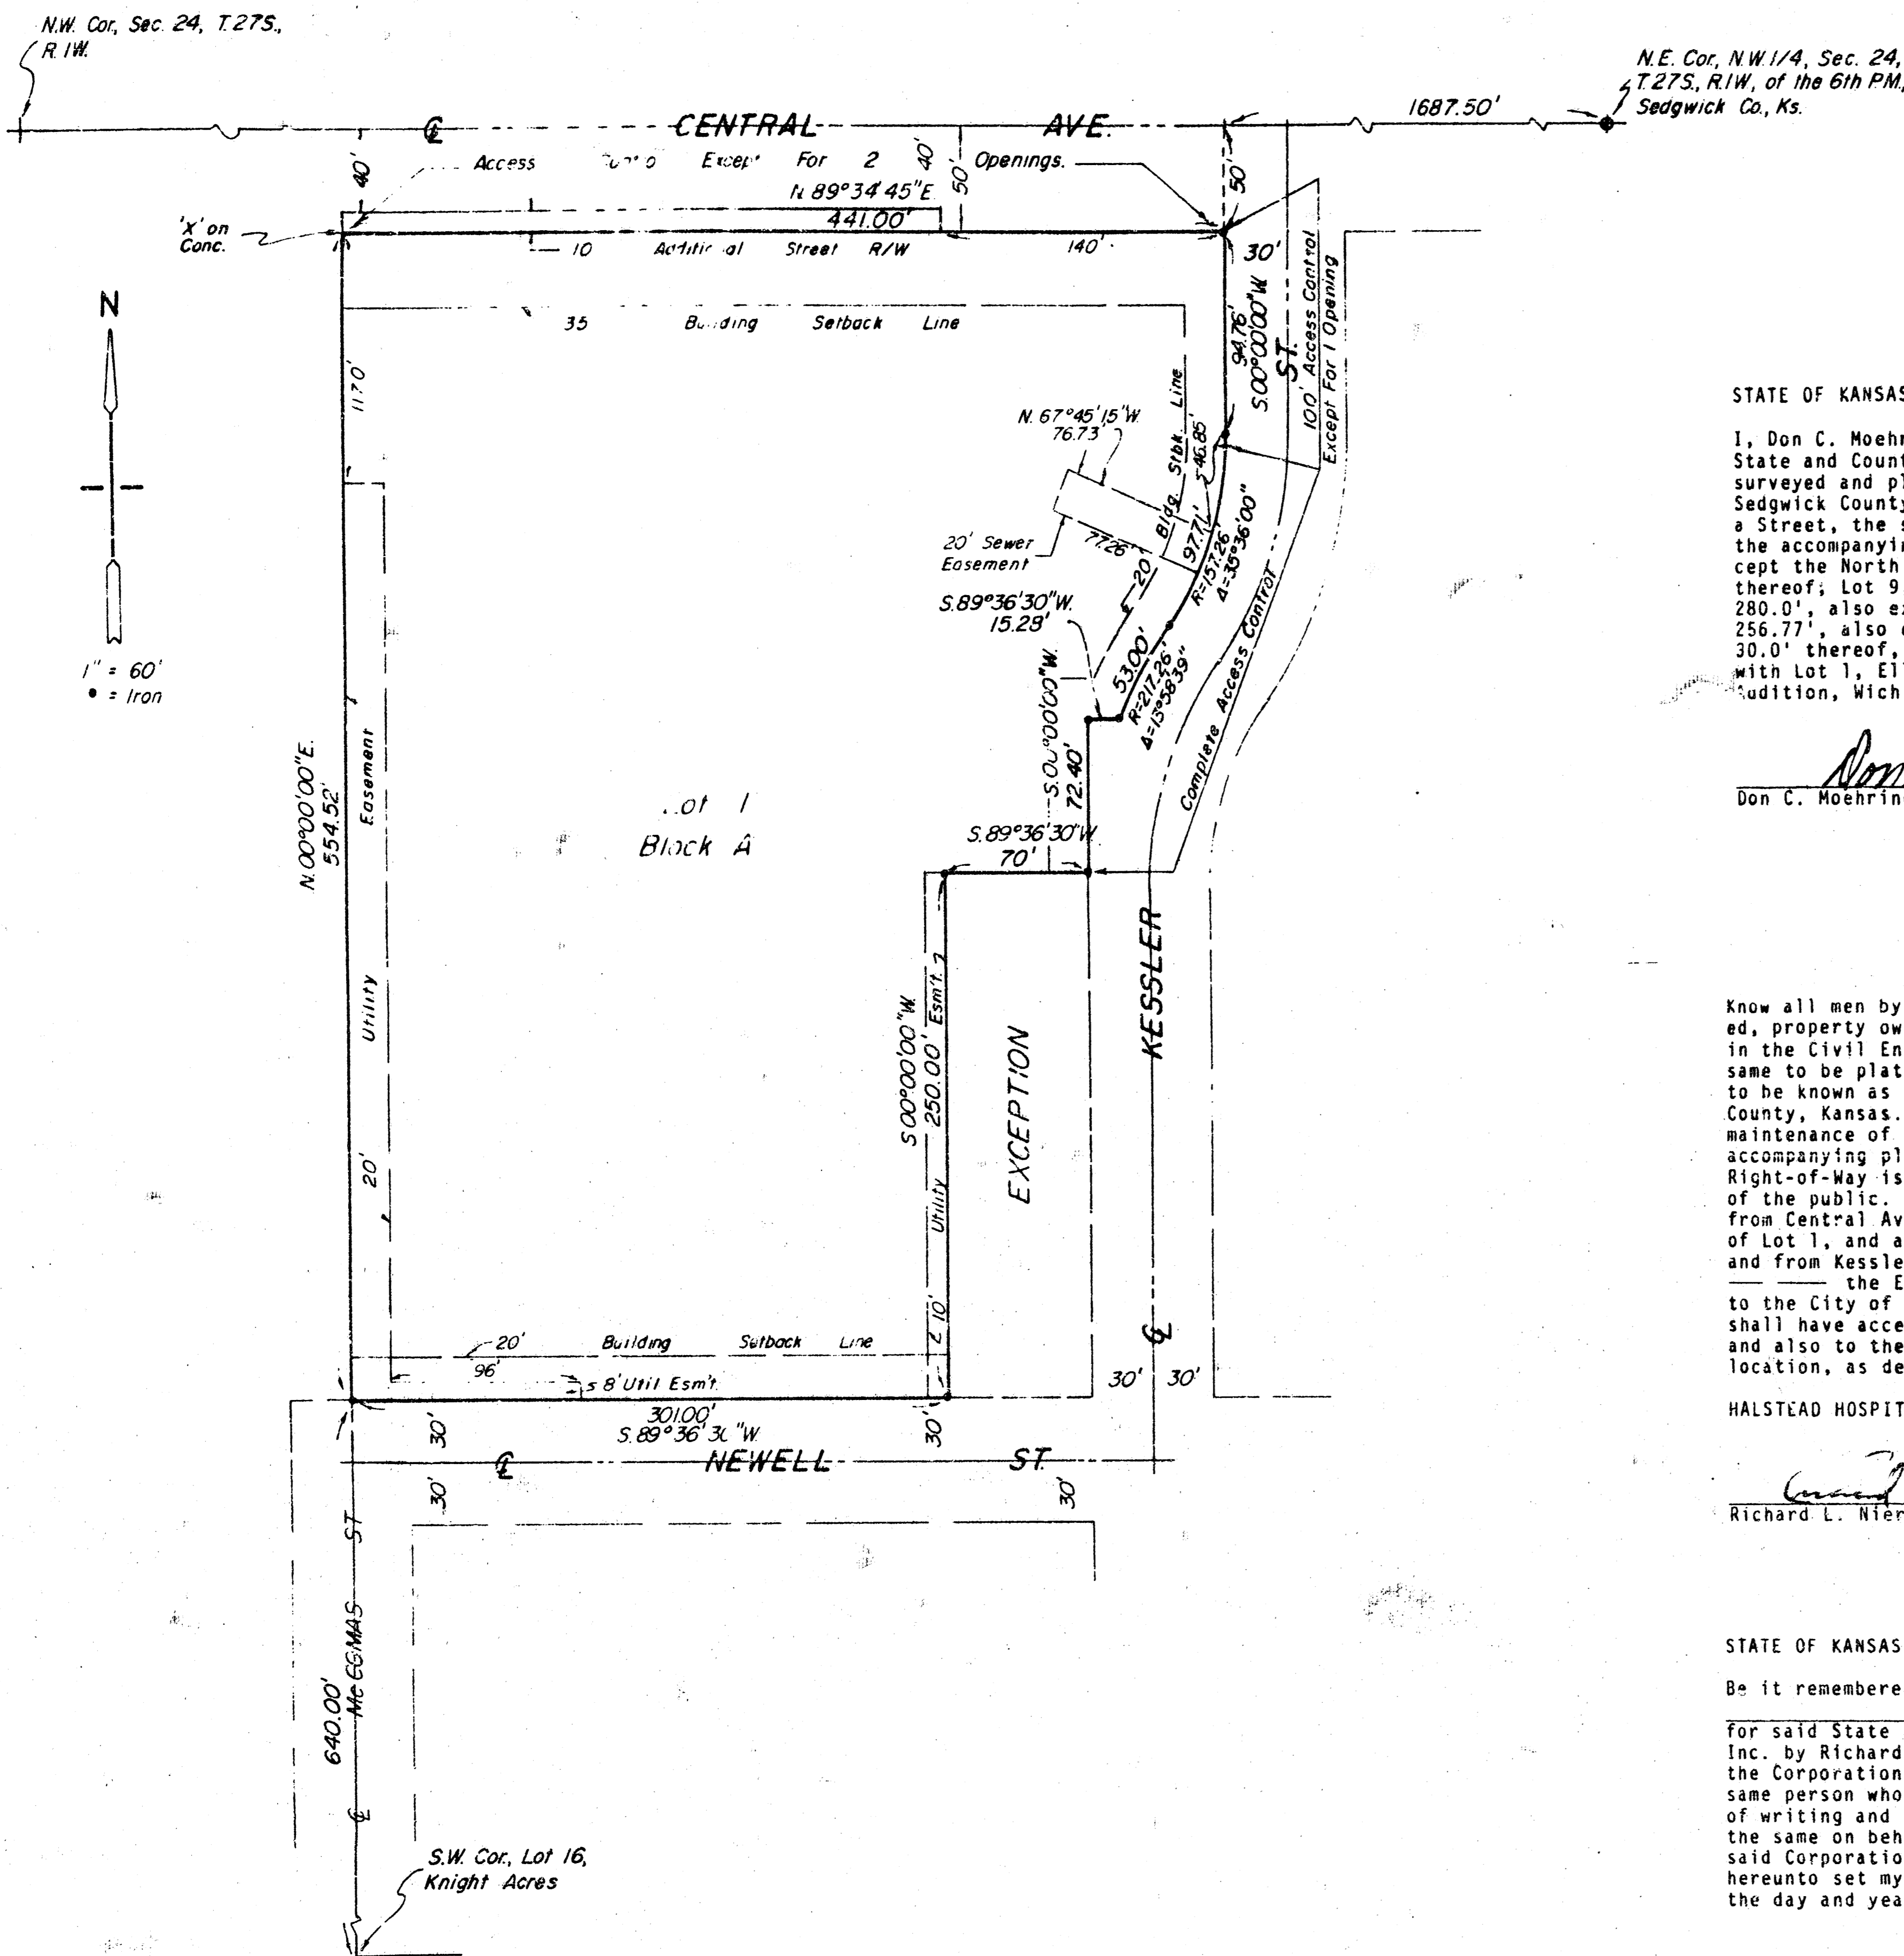 N.W. Cor., Sec. 24, T.27S.,
R.1W.
N.E. Cor., N.W.1/4, Sec. 24,
T.27S., R.1W, of the 6th P.M.,
Sedgwick Co., Ks.
1687.50'
CENTRAL AVE.
Access Except For 2 Openings.
40'
40'
50'
50'
N.89°34'45"E.
441.00'
'X' on
Conc.
10 Additional Street R/W
140'
30'
35 Building Setback Line
N
1" = 60'
• = Iron
117.0'
94.76'
S.00°00'00"W.
ST.
100' Access Control
Except For 1 Opening
Bldg. Stbk. Line
N. 67°45'15"W.
76.73'
46.85'
20' Sewer
Easement
77.26'
20'
97.71'
R=157.26'
Δ=35°36'00"
S.89°36'30"W.
15.28'
53.00'
R=217.26'
Δ=13°58'39"
Complete Access Control
S.00°00'00"W.
72.40'
N.00°00'00"E.
554.52'
20' Utility Easement
Lot 1
Block A
S.89°36'30"W.
70'
S.00°00'00"W.
250.00'
10' Utility Esm't.
EXCEPTION
KESSLER
20' Building Setback Line
96'
8' Util Esm't.
30' 30'
301.00'
S.89°36'30"W.
30'
30'
NEWELL ST.
30'
30'
ST
640.00'
S.W. Cor., Lot 16,
Knight Acres
STATE OF KANSAS
I, Don C. Moehr
State and Count
surveyed and pl
Sedgwick County
a Street, the s
the accompanyin
cept the North
thereof; Lot 9
280.0', also e
256.77', also
30.0' thereof,
with Lot 1, El
Addition, Wich
Don C. Moehrin
Know all men by
ed, property ow
in the Civil En
same to be plat
to be known as
County, Kansas.
maintenance of
accompanying pl
Right-of-Way is
of the public.
from Central Av
of Lot 1, and a
and from Kessle
the E
to the City of
shall have acce
and also to the
location, as de
HALSTEAD HOSPIT
Richard L. Nier
STATE OF KANSAS
Be it remembere
for said State
Inc. by Richard
the Corporation
same person who
of writing and
the same on beh
said Corporatio
hereunto set my
the day and yea